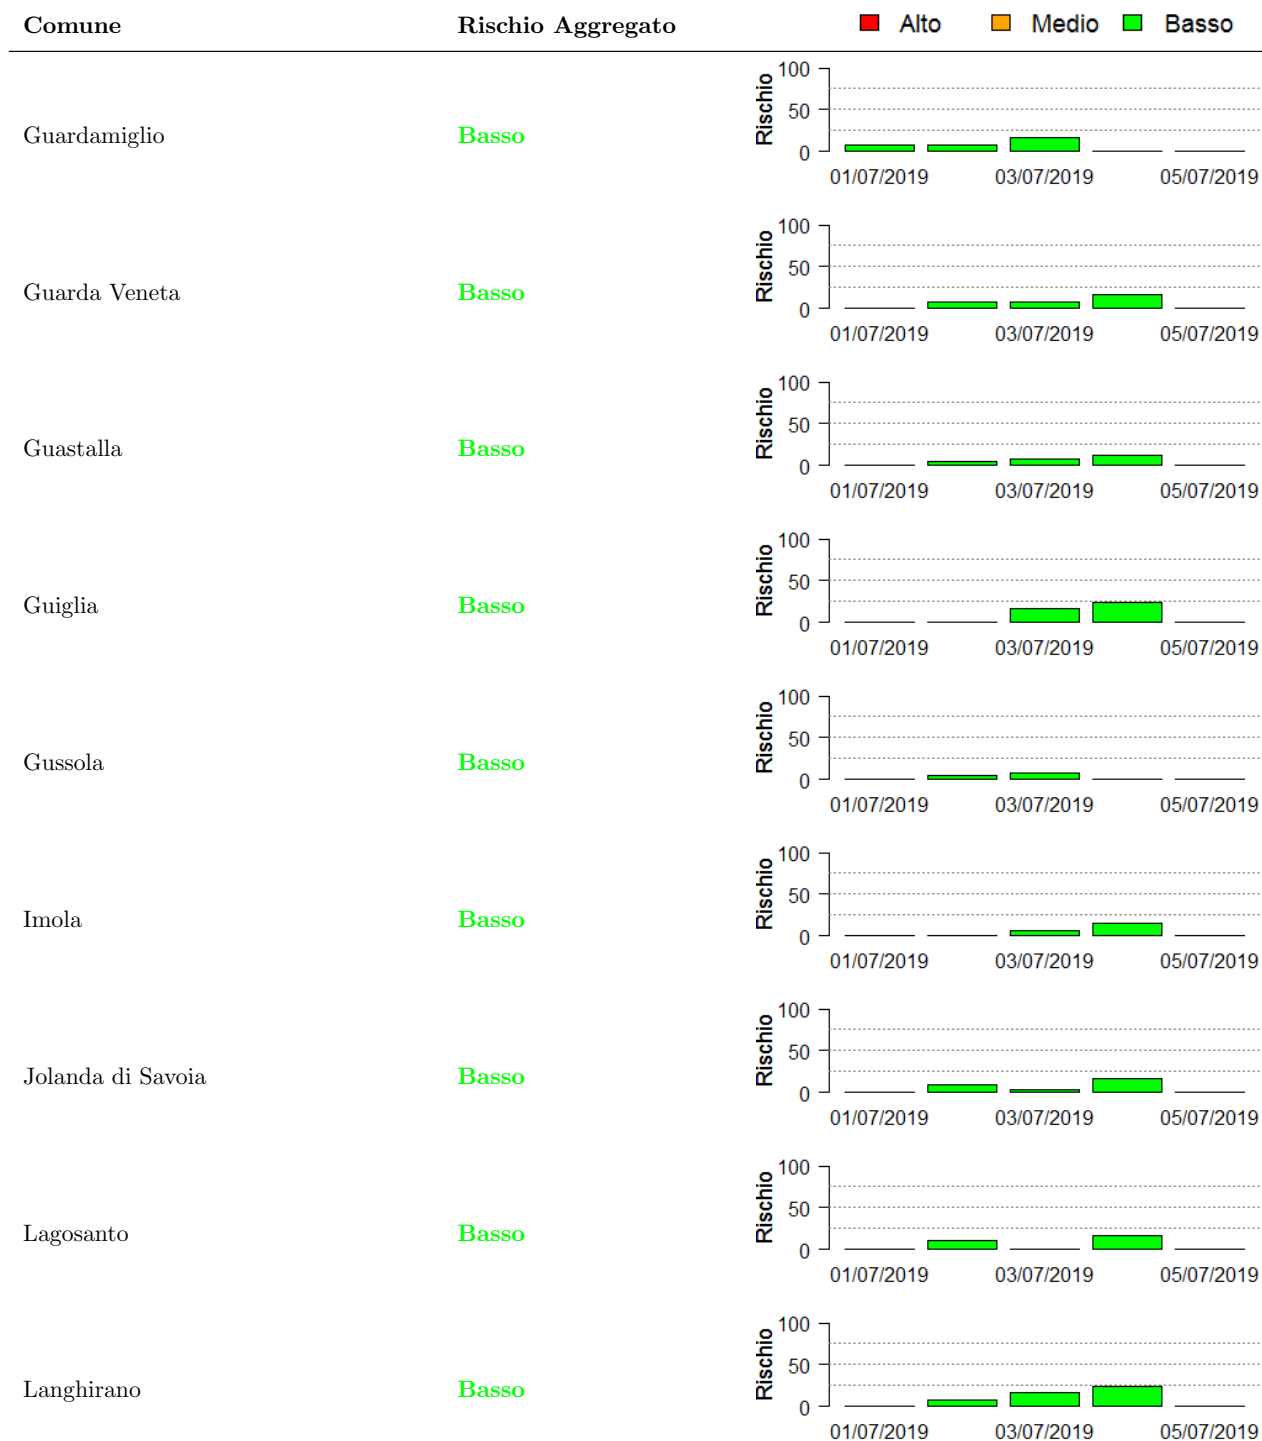 Comune Rischio Aggregato Alto Medio Basso
Guardamiglio Basso Rischio 100 50 0
01/07/2019 03/07/2019 05/07/2019
Guarda Veneta Basso Rischio 100 50 0
01/07/2019 03/07/2019 05/07/2019
Guastalla Basso Rischio 100 50 0
01/07/2019 03/07/2019 05/07/2019
Guiglia Basso Rischio 100 50 0
01/07/2019 03/07/2019 05/07/2019
Gussola Basso Rischio 100 50 0
01/07/2019 03/07/2019 05/07/2019
Imola Basso Rischio 100 50 0
01/07/2019 03/07/2019 05/07/2019
Jolanda di Savoia Basso Rischio 100 50 0
01/07/2019 03/07/2019 05/07/2019
Lagosanto Basso Rischio 100 50 0
01/07/2019 03/07/2019 05/07/2019
Langhirano Basso Rischio 100 50 0
01/07/2019 03/07/2019 05/07/2019